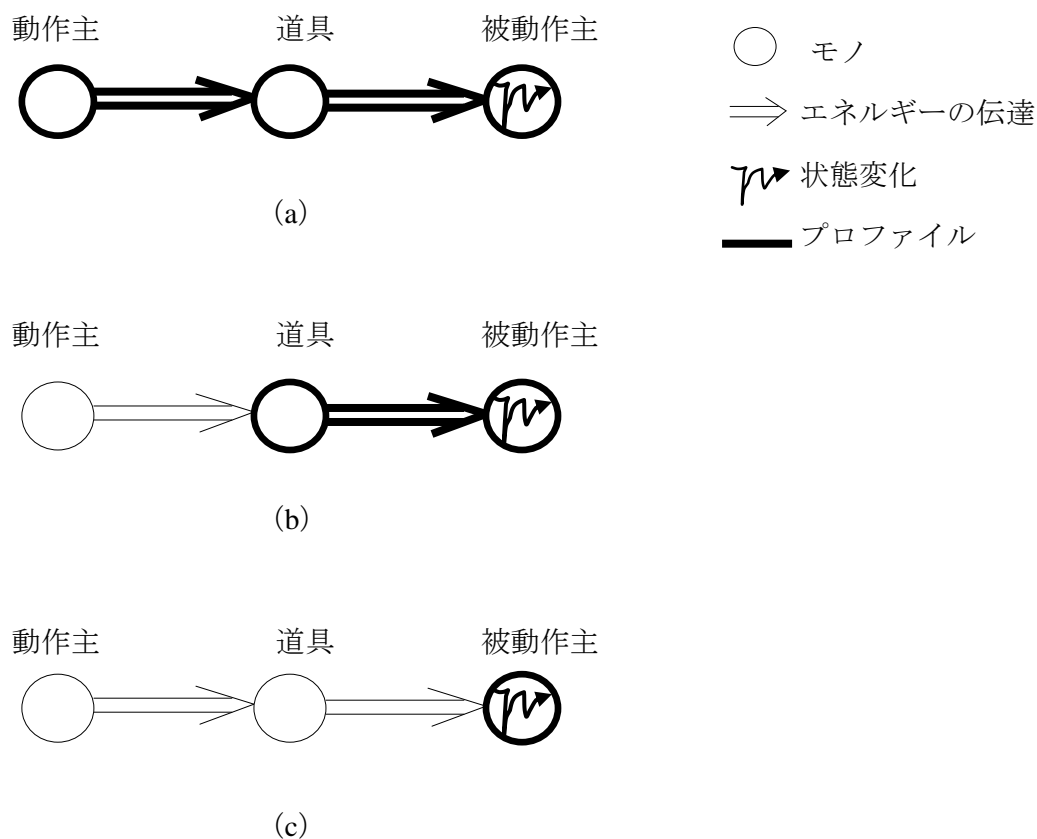 動作主 道具 被動作主
モノ
エネルギーの伝達
状態変化
プロファイル
(a)
動作主 道具 被動作主
(b)
動作主 道具 被動作主
(c)